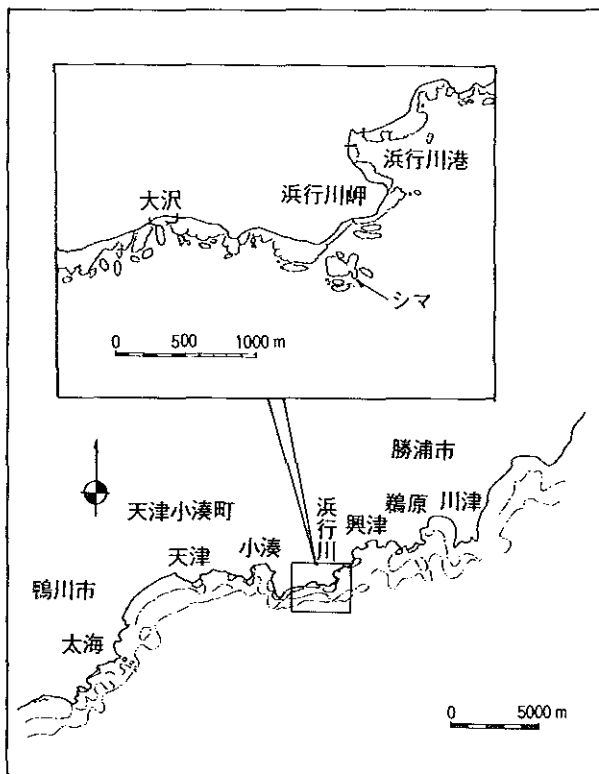 浜行川港
大沢
浜行川岬
シマ
0 500 1000 m
勝浦市
鵜原
川津
浜行川
興津
天津小湊町
小湊
天津
鴨川市
太海
0 5000 m